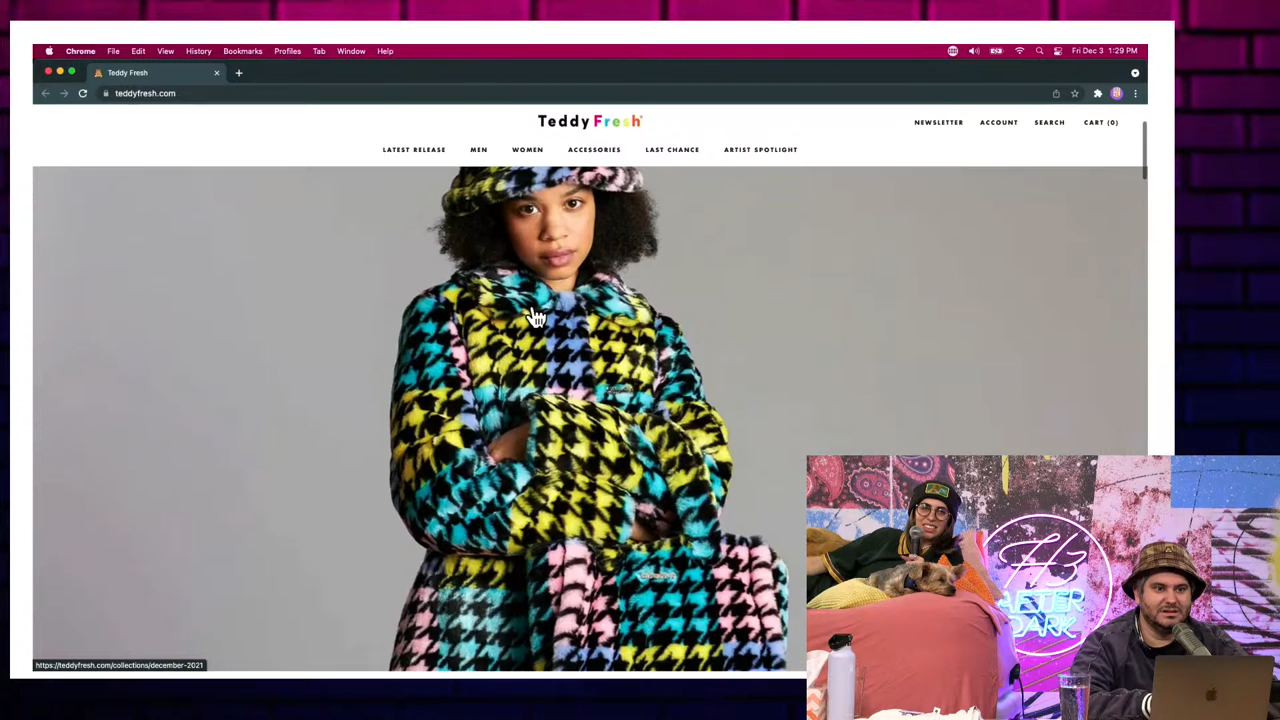 Chrome File Edit View History Bookmarks Profiles Tab Window Help Fri Dec 3 1:29 PM
Teddy Fresh
teddyfresh.com
Teddy Fresh
NEWSLETTER ACCOUNT SEARCH CART (0)
LATEST RELEASE MEN WOMEN ACCESSORIES LAST CHANCE ARTIST SPOTLIGHT
H3
AFTER
DARK
https://teddyfresh.com/collections/december-2021